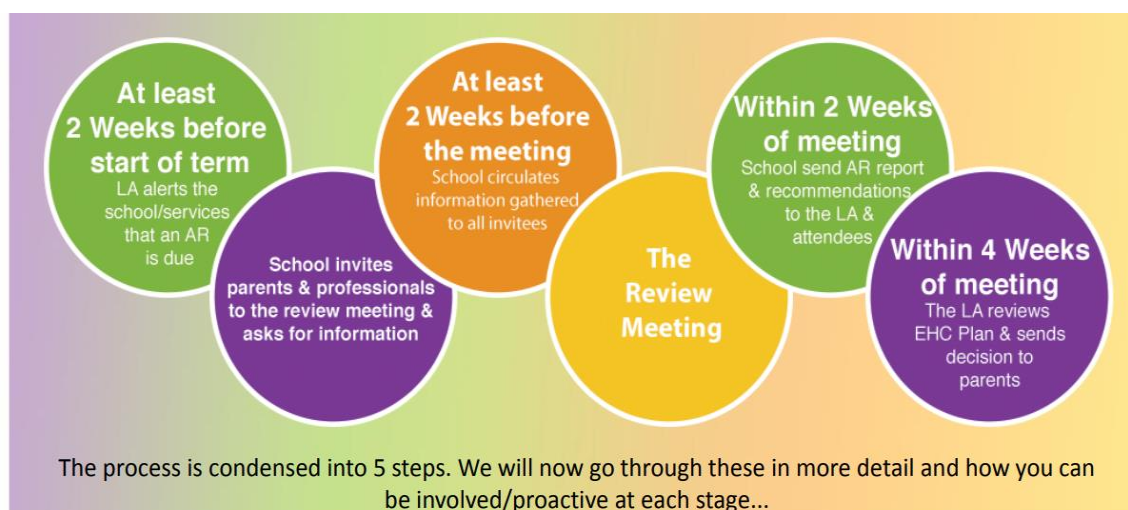 At least
2 Weeks before
start of term
LA alerts the
school/services
that an AR
is due
School invites
parents & professionals
to the review meeting &
asks for information
At least
2 Weeks before
the meeting
School circulates
information gathered
to all invitees
The
Review
Meeting
Within 2 Weeks
of meeting
School send AR report
& recommendations
to the LA &
attendees
Within 4 Weeks
of meeting
The LA reviews
EHC Plan & sends
decision to
parents
The process is condensed into 5 steps. We will now go through these in more detail and how you can
be involved/proactive at each stage...